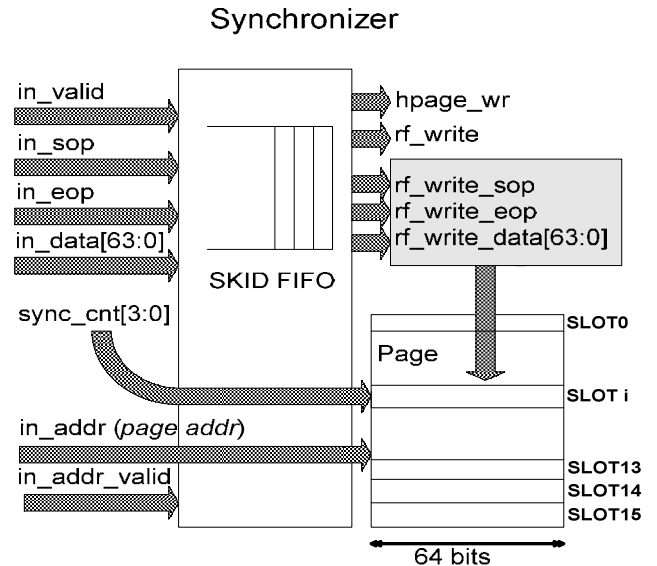 Synchronizer
in_valid
in_sop
in_eop
in_data[63:0]
sync_cnt[3:0]
in_addr (page addr)
in_addr_valid
SKID FIFO
hpage_wr
rf_write
rf_write_sop
rf_write_eop
rf_write_data[63:0]
Page
SLOT0
SLOT i
SLOT13
SLOT14
SLOT15
64 bits